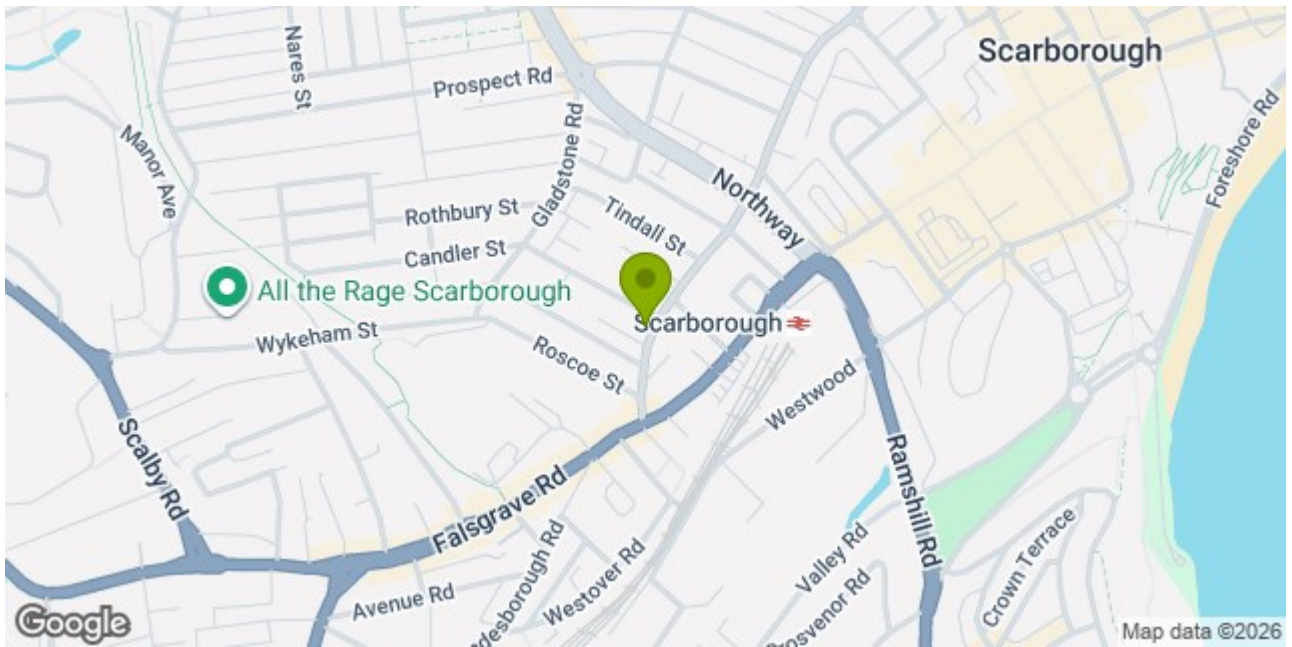 Scarborough
Nares St
Prospect Rd
Foreshore Rd
Manor Ave
Gladstone Rd
Northway
Rothbury St
Tindall St
Candler St
All the Rage Scarborough
Scarborough
Wykeham St
Roscoe St
Westwood
Scalby Rd
Ramshill Rd
Falsgrave Rd
Valley Rd
Crown Terrace
Westover Rd
Avenue Rd
Google
Map data ©2026